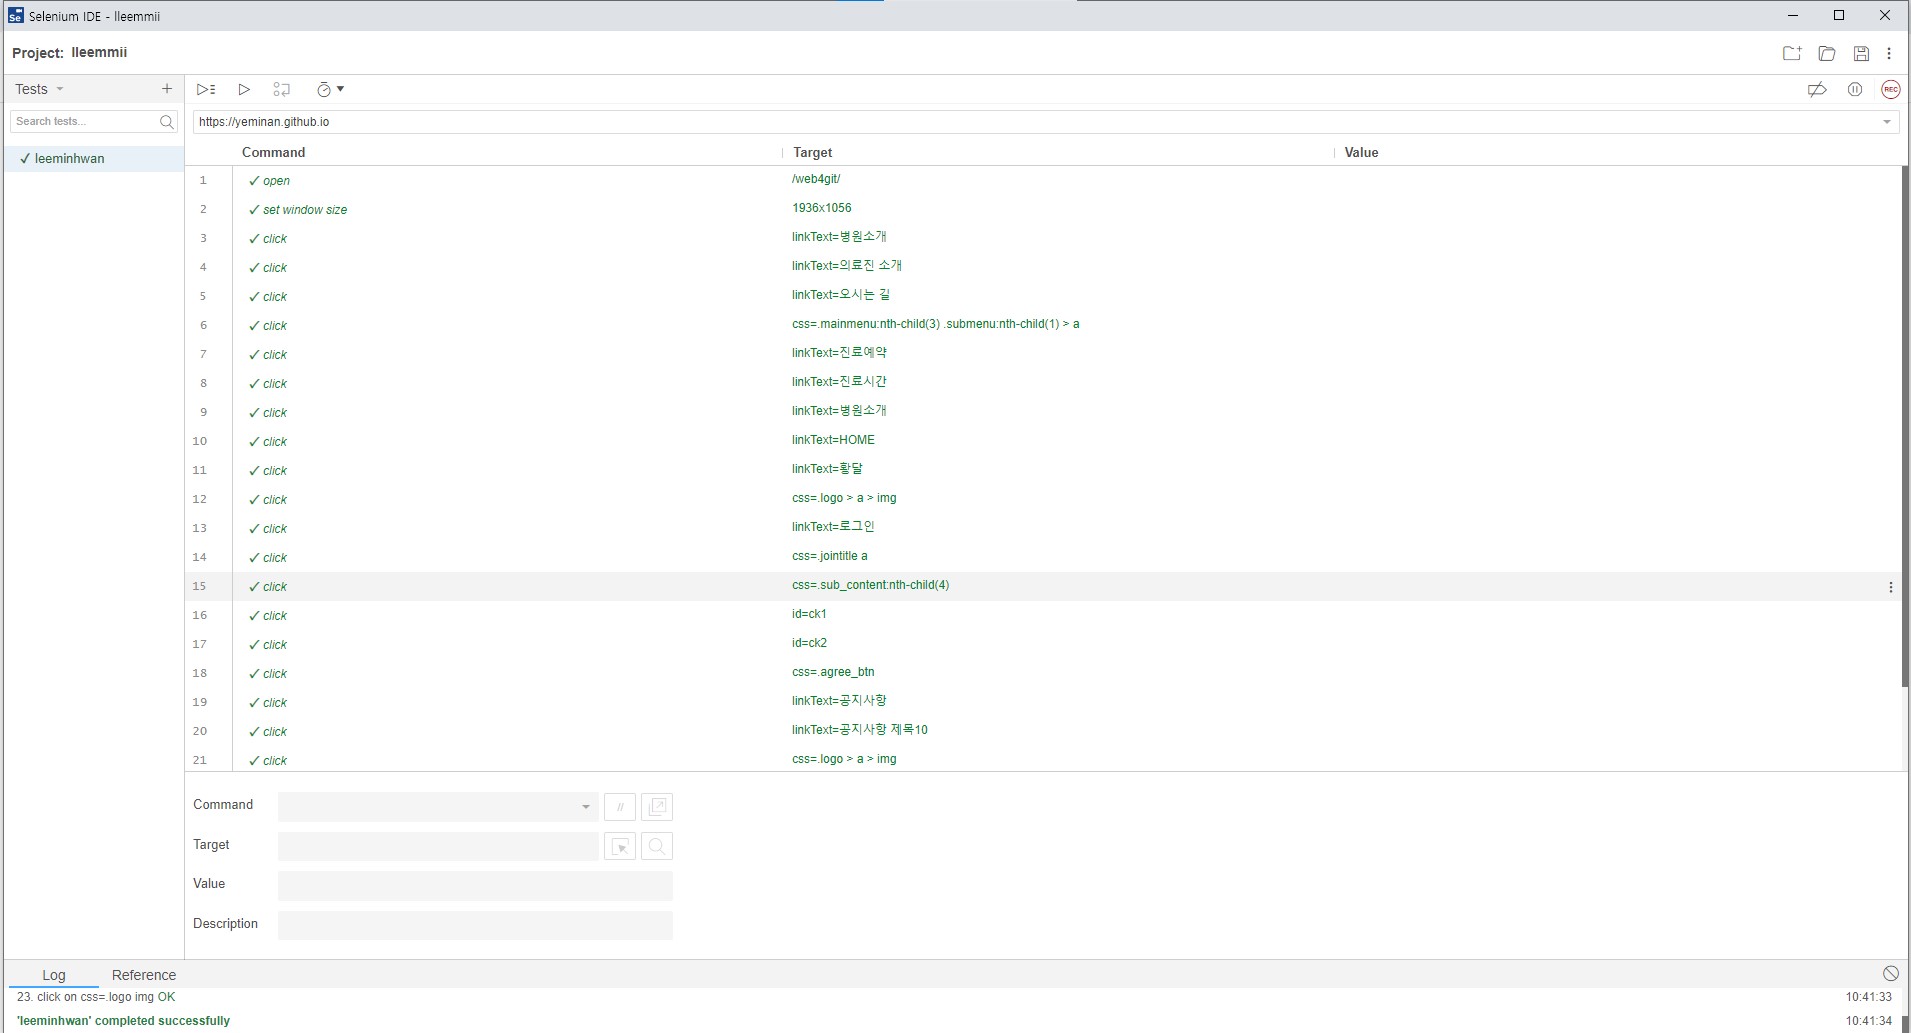 Selenium IDE - lleemmii
Project: lleemmii
Tests
Search tests...
✓ leeminhwan
https://yeminan.github.io
Command Target Value
1 ✓ open /web4git/
2 ✓ set window size 1936x1056
3 ✓ click linkText=병원소개
4 ✓ click linkText=의료진 소개
5 ✓ click linkText=오시는 길
6 ✓ click css=.mainmenu:nth-child(3) .submenu:nth-child(1) > a
7 ✓ click linkText=진료예약
8 ✓ click linkText=진료시간
9 ✓ click linkText=병원소개
10 ✓ click linkText=HOME
11 ✓ click linkText=황달
12 ✓ click css=.logo > a > img
13 ✓ click linkText=로그인
14 ✓ click css=.jointitle a
15 ✓ click css=.sub_content:nth-child(4)
16 ✓ click id=ck1
17 ✓ click id=ck2
18 ✓ click css=.agree_btn
19 ✓ click linkText=공지사항
20 ✓ click linkText=공지사항 제목10
21 ✓ click css=.logo > a > img
REC
Command //
Target
Value
Description
Log Reference
23. click on css=.logo img OK 10:41:33
'leeminhwan' completed successfully 10:41:34